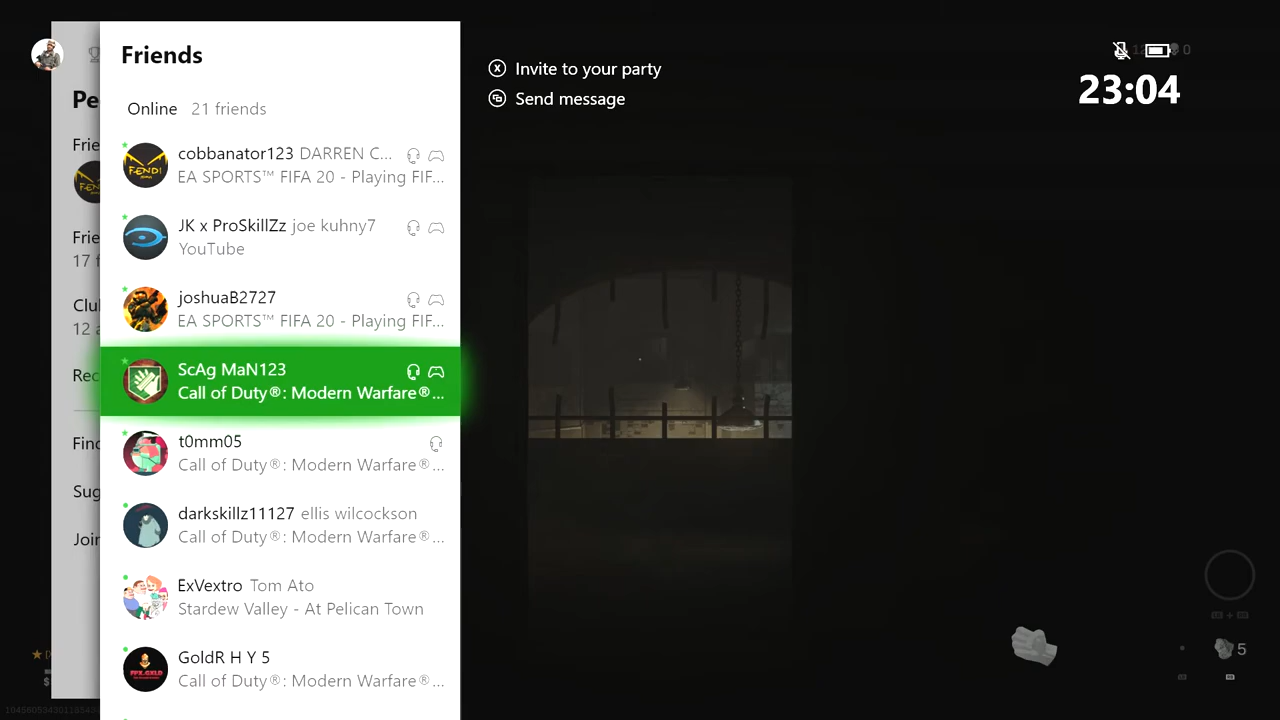 Friends
Online 21 friends
cobbanator123 DARREN C...
EA SPORTS™ FIFA 20 - Playing FIF...
JK x ProSkillZz joe kuhny7
YouTube
joshuaB2727
EA SPORTS™ FIFA 20 - Playing FIF...
ScAg MaN123
Call of Duty®: Modern Warfare®...
t0mm05
Call of Duty®: Modern Warfare®...
darkskillz11127 ellis wilcockson
Call of Duty®: Modern Warfare®...
ExVextro Tom Ato
Stardew Valley - At Pelican Town
GoldR H Y 5
Call of Duty®: Modern Warfare®...
Pe
Frie
Frie
17 f
Clu
12 a
Rec
Find
Sug
Join
X Invite to your party
Send message
0
23:04
5
FENDI